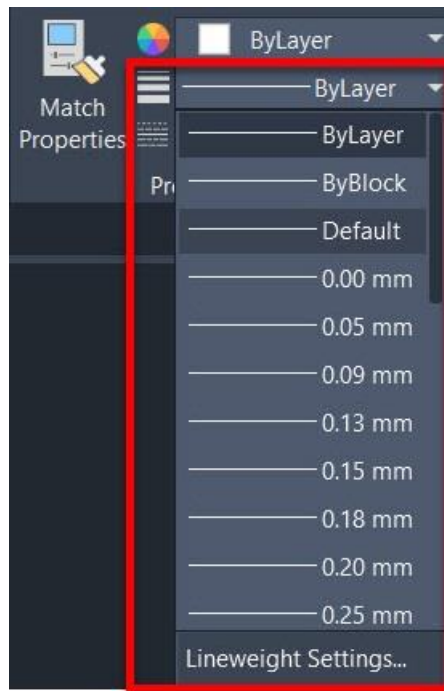 ByLayer
Match
Properties
ByLayer
Pr
ByLayer
ByBlock
Default
0.00 mm
0.05 mm
0.09 mm
0.13 mm
0.15 mm
0.18 mm
0.20 mm
0.25 mm
Lineweight Settings...